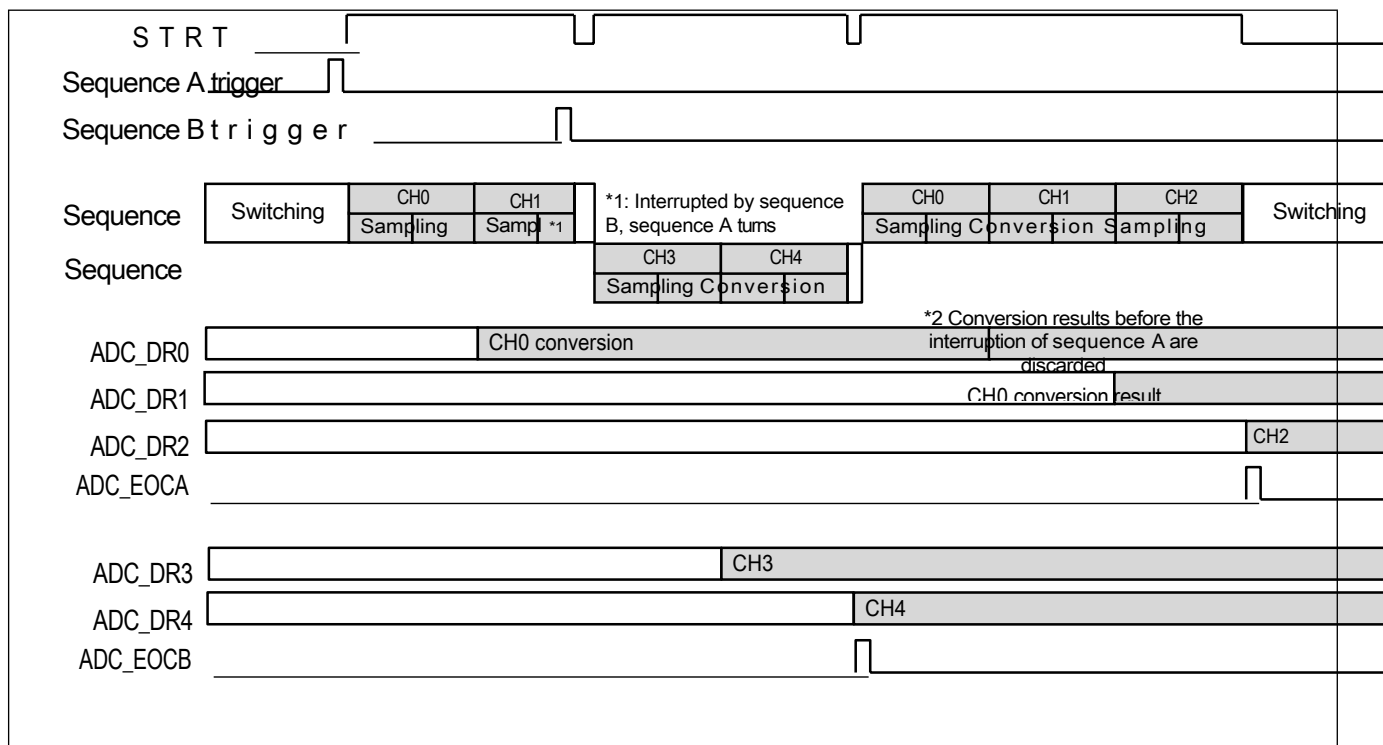 STRT
Sequence A trigger
Sequence B trigger
Sequence
Switching
CH0
CH1
Sampling
Sampl *1
*1: Interrupted by sequence
B, sequence A turns
CH0
CH1
CH2
Sampling Conversion Sampling
Switching
Sequence
CH3
CH4
Sampling Conversion
*2 Conversion results before the
interruption of sequence A are
discarded
ADC_DR0
CH0 conversion
ADC_DR1
CH0 conversion result
ADC_DR2
CH2
ADC_EOCA
ADC_DR3
CH3
ADC_DR4
CH4
ADC_EOCB